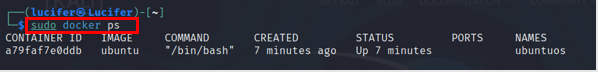 ┌──(lucifer㉿Lucifer)-[~]
└─$ sudo docker ps
CONTAINER ID   IMAGE     COMMAND       CREATED         STATUS         PORTS     NAMES
a79faf7e0ddb   ubuntu    "/bin/bash"   7 minutes ago   Up 7 minutes             ubuntuos